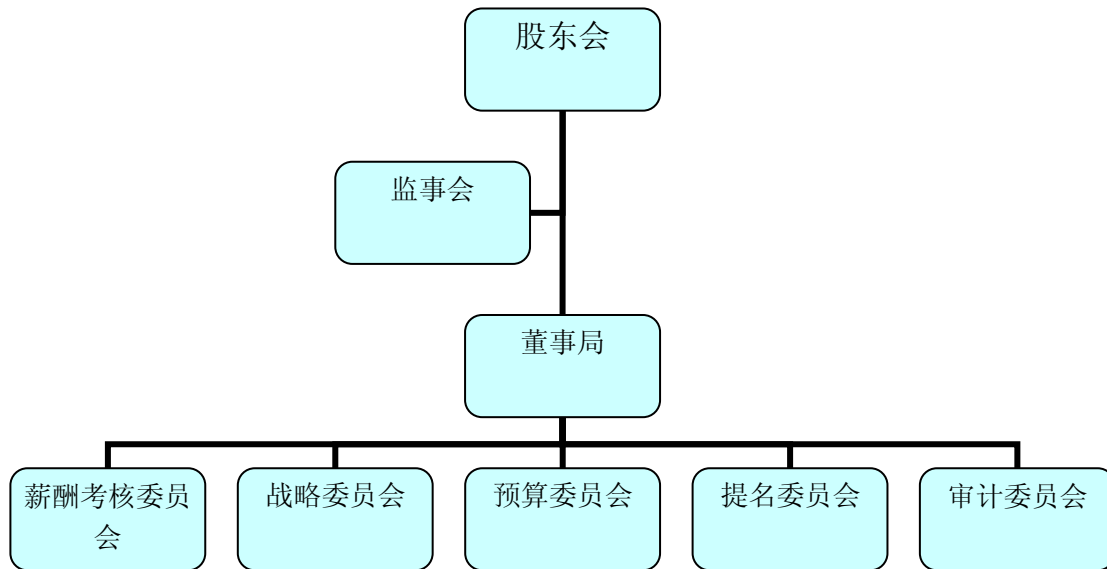 股东会
监事会
董事局
薪酬考核委员
会
战略委员会
预算委员会
提名委员会
审计委员会